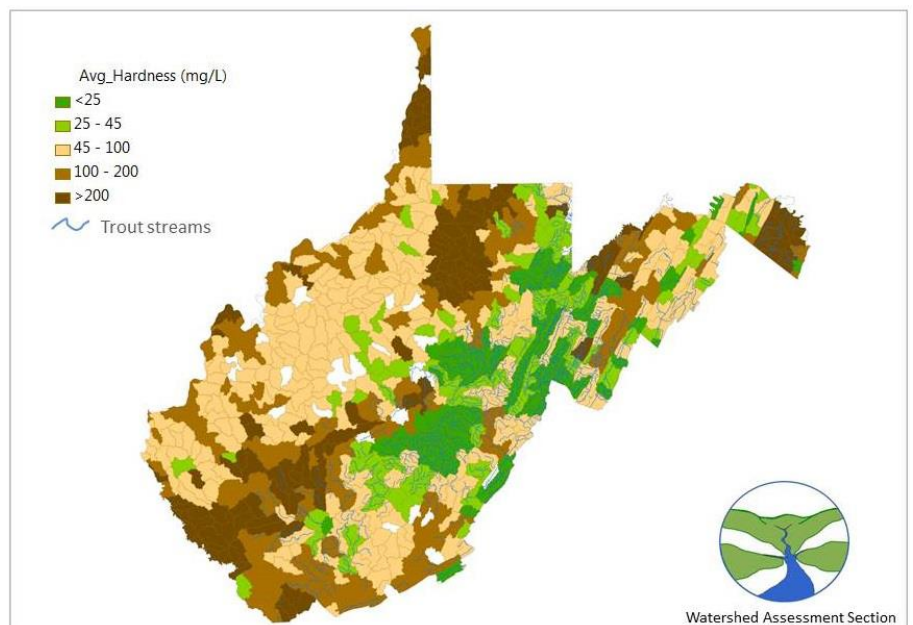 Avg_Hardness (mg/L)
<25
25 - 45
45 - 100
100 - 200
>200
Trout streams
Watershed Assessment Section